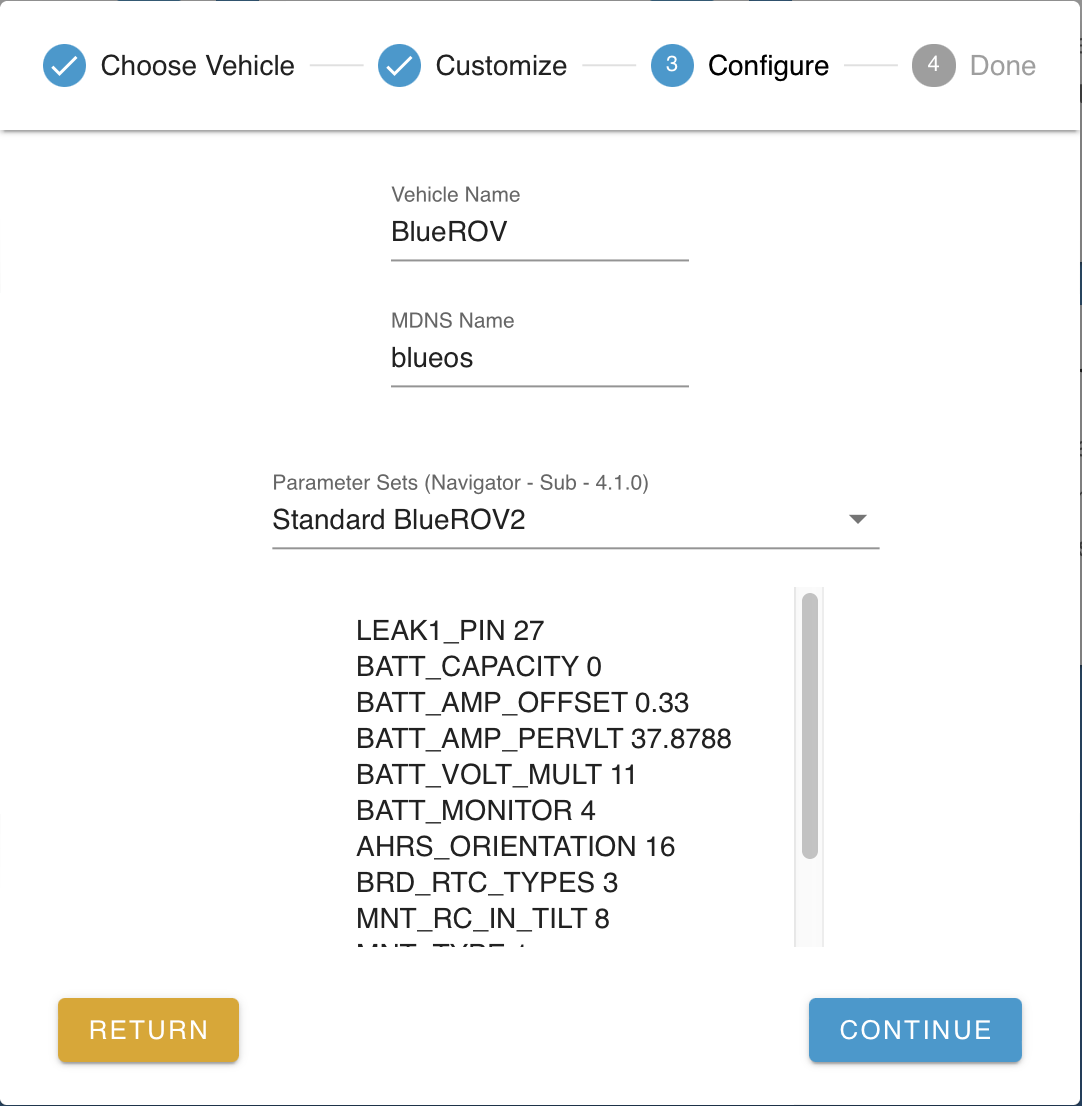 Choose Vehicle
Customize
3 Configure
4 Done
Vehicle Name
BlueROV
MDNS Name
blueos
Parameter Sets (Navigator - Sub - 4.1.0)
Standard BlueROV2
LEAK1_PIN 27
BATT_CAPACITY 0
BATT_AMP_OFFSET 0.33
BATT_AMP_PERVLT 37.8788
BATT_VOLT_MULT 11
BATT_MONITOR 4
AHRS_ORIENTATION 16
BRD_RTC_TYPES 3
MNT_RC_IN_TILT 8
RETURN
CONTINUE